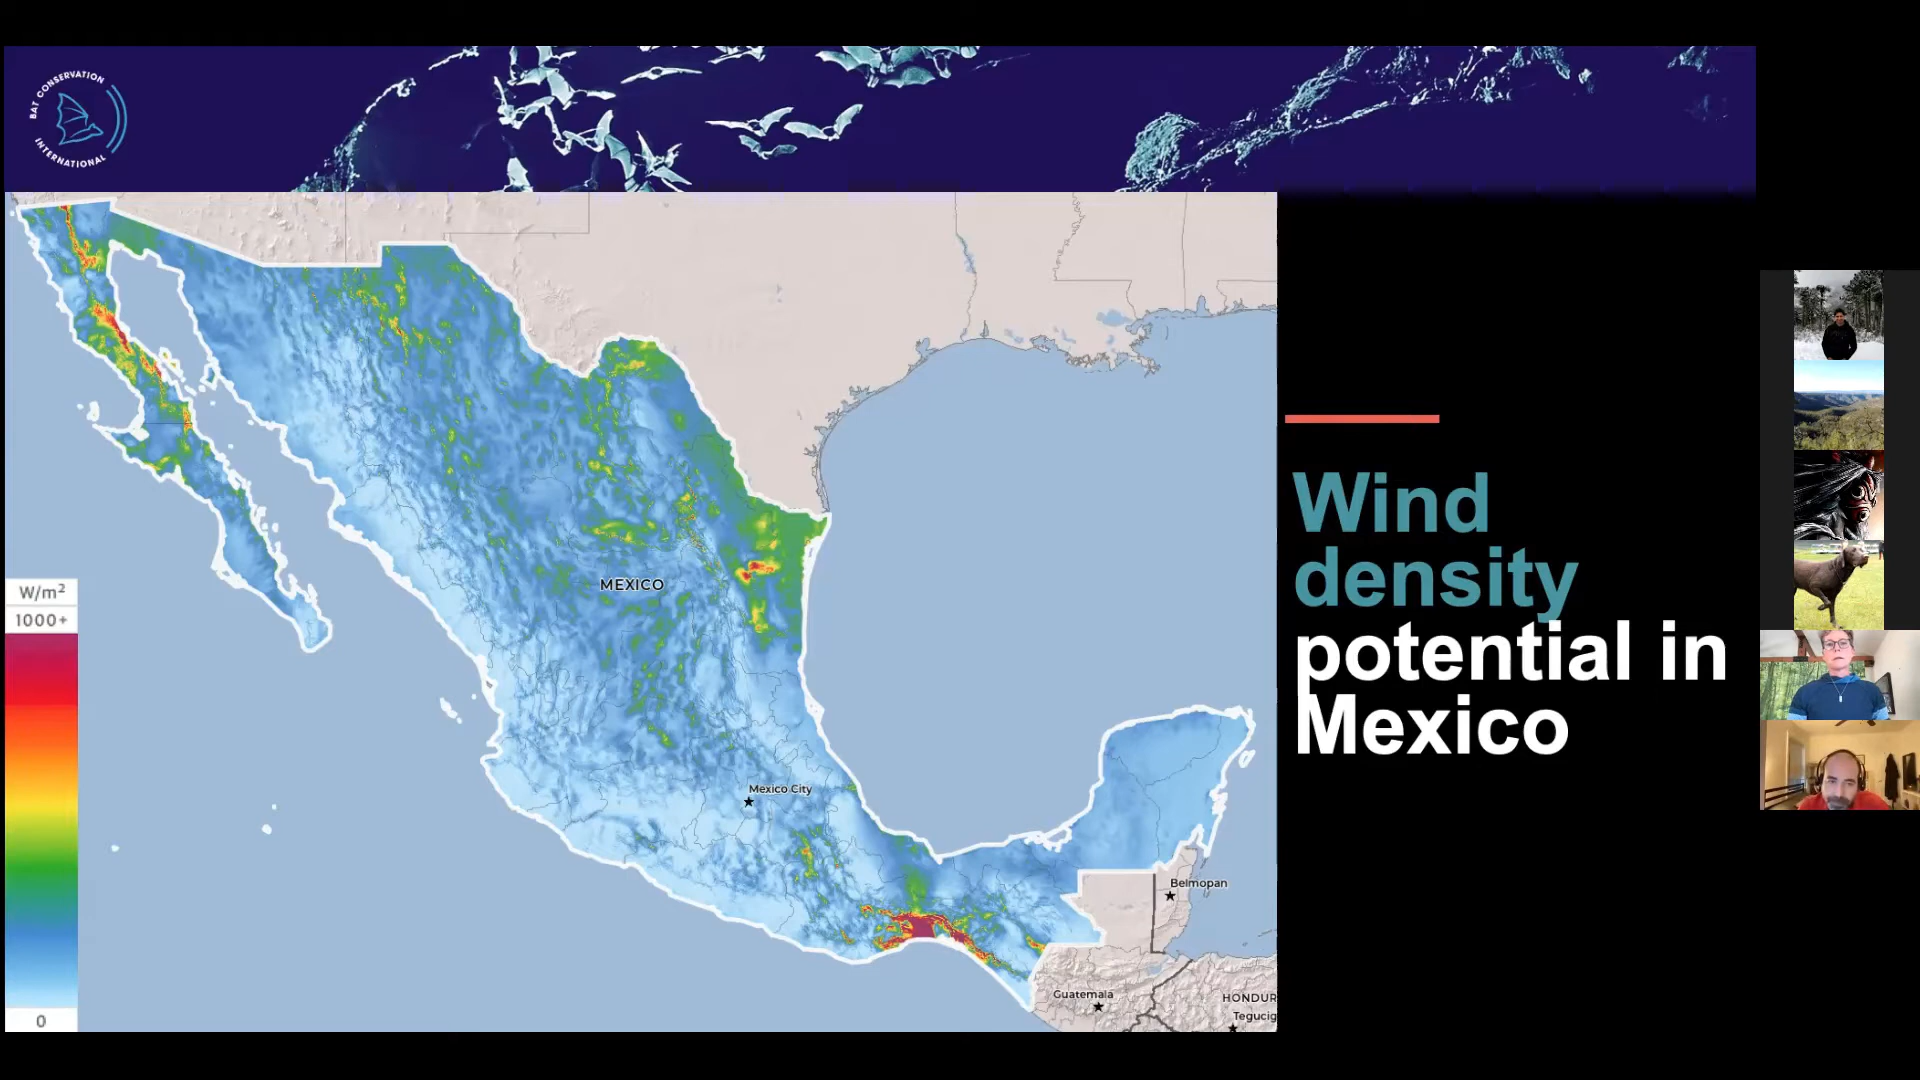 BAT CONSERVATION
INTERNATIONAL
W/m²
1000+
0
MEXICO
Mexico City
Belmopan
Guatemala
HONDUR
Tegucig
Wind
density
potential in
Mexico